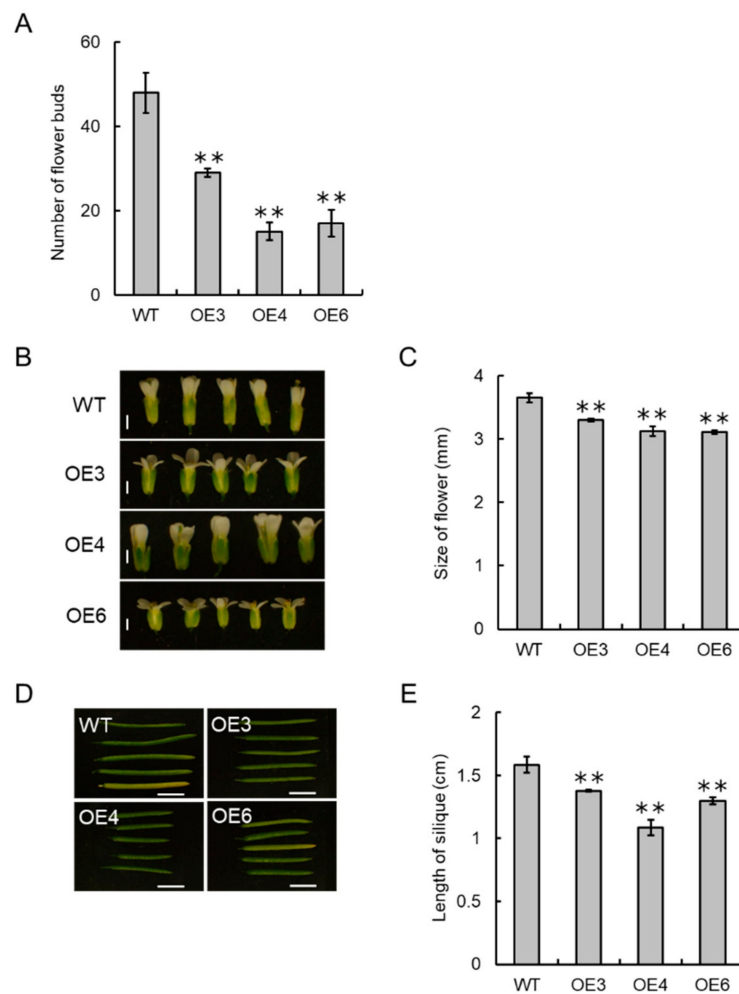 A
Number of flower buds
60
40
20
0
**
**
**
WT OE3 OE4 OE6
B
WT
OE3
OE4
OE6
C
Size of flower (mm)
4
3
2
1
0
**
**
**
WT OE3 OE4 OE6
D
WT OE3
OE4 OE6
E
Length of silique (cm)
2
1.5
1
0.5
0
**
**
**
WT OE3 OE4 OE6